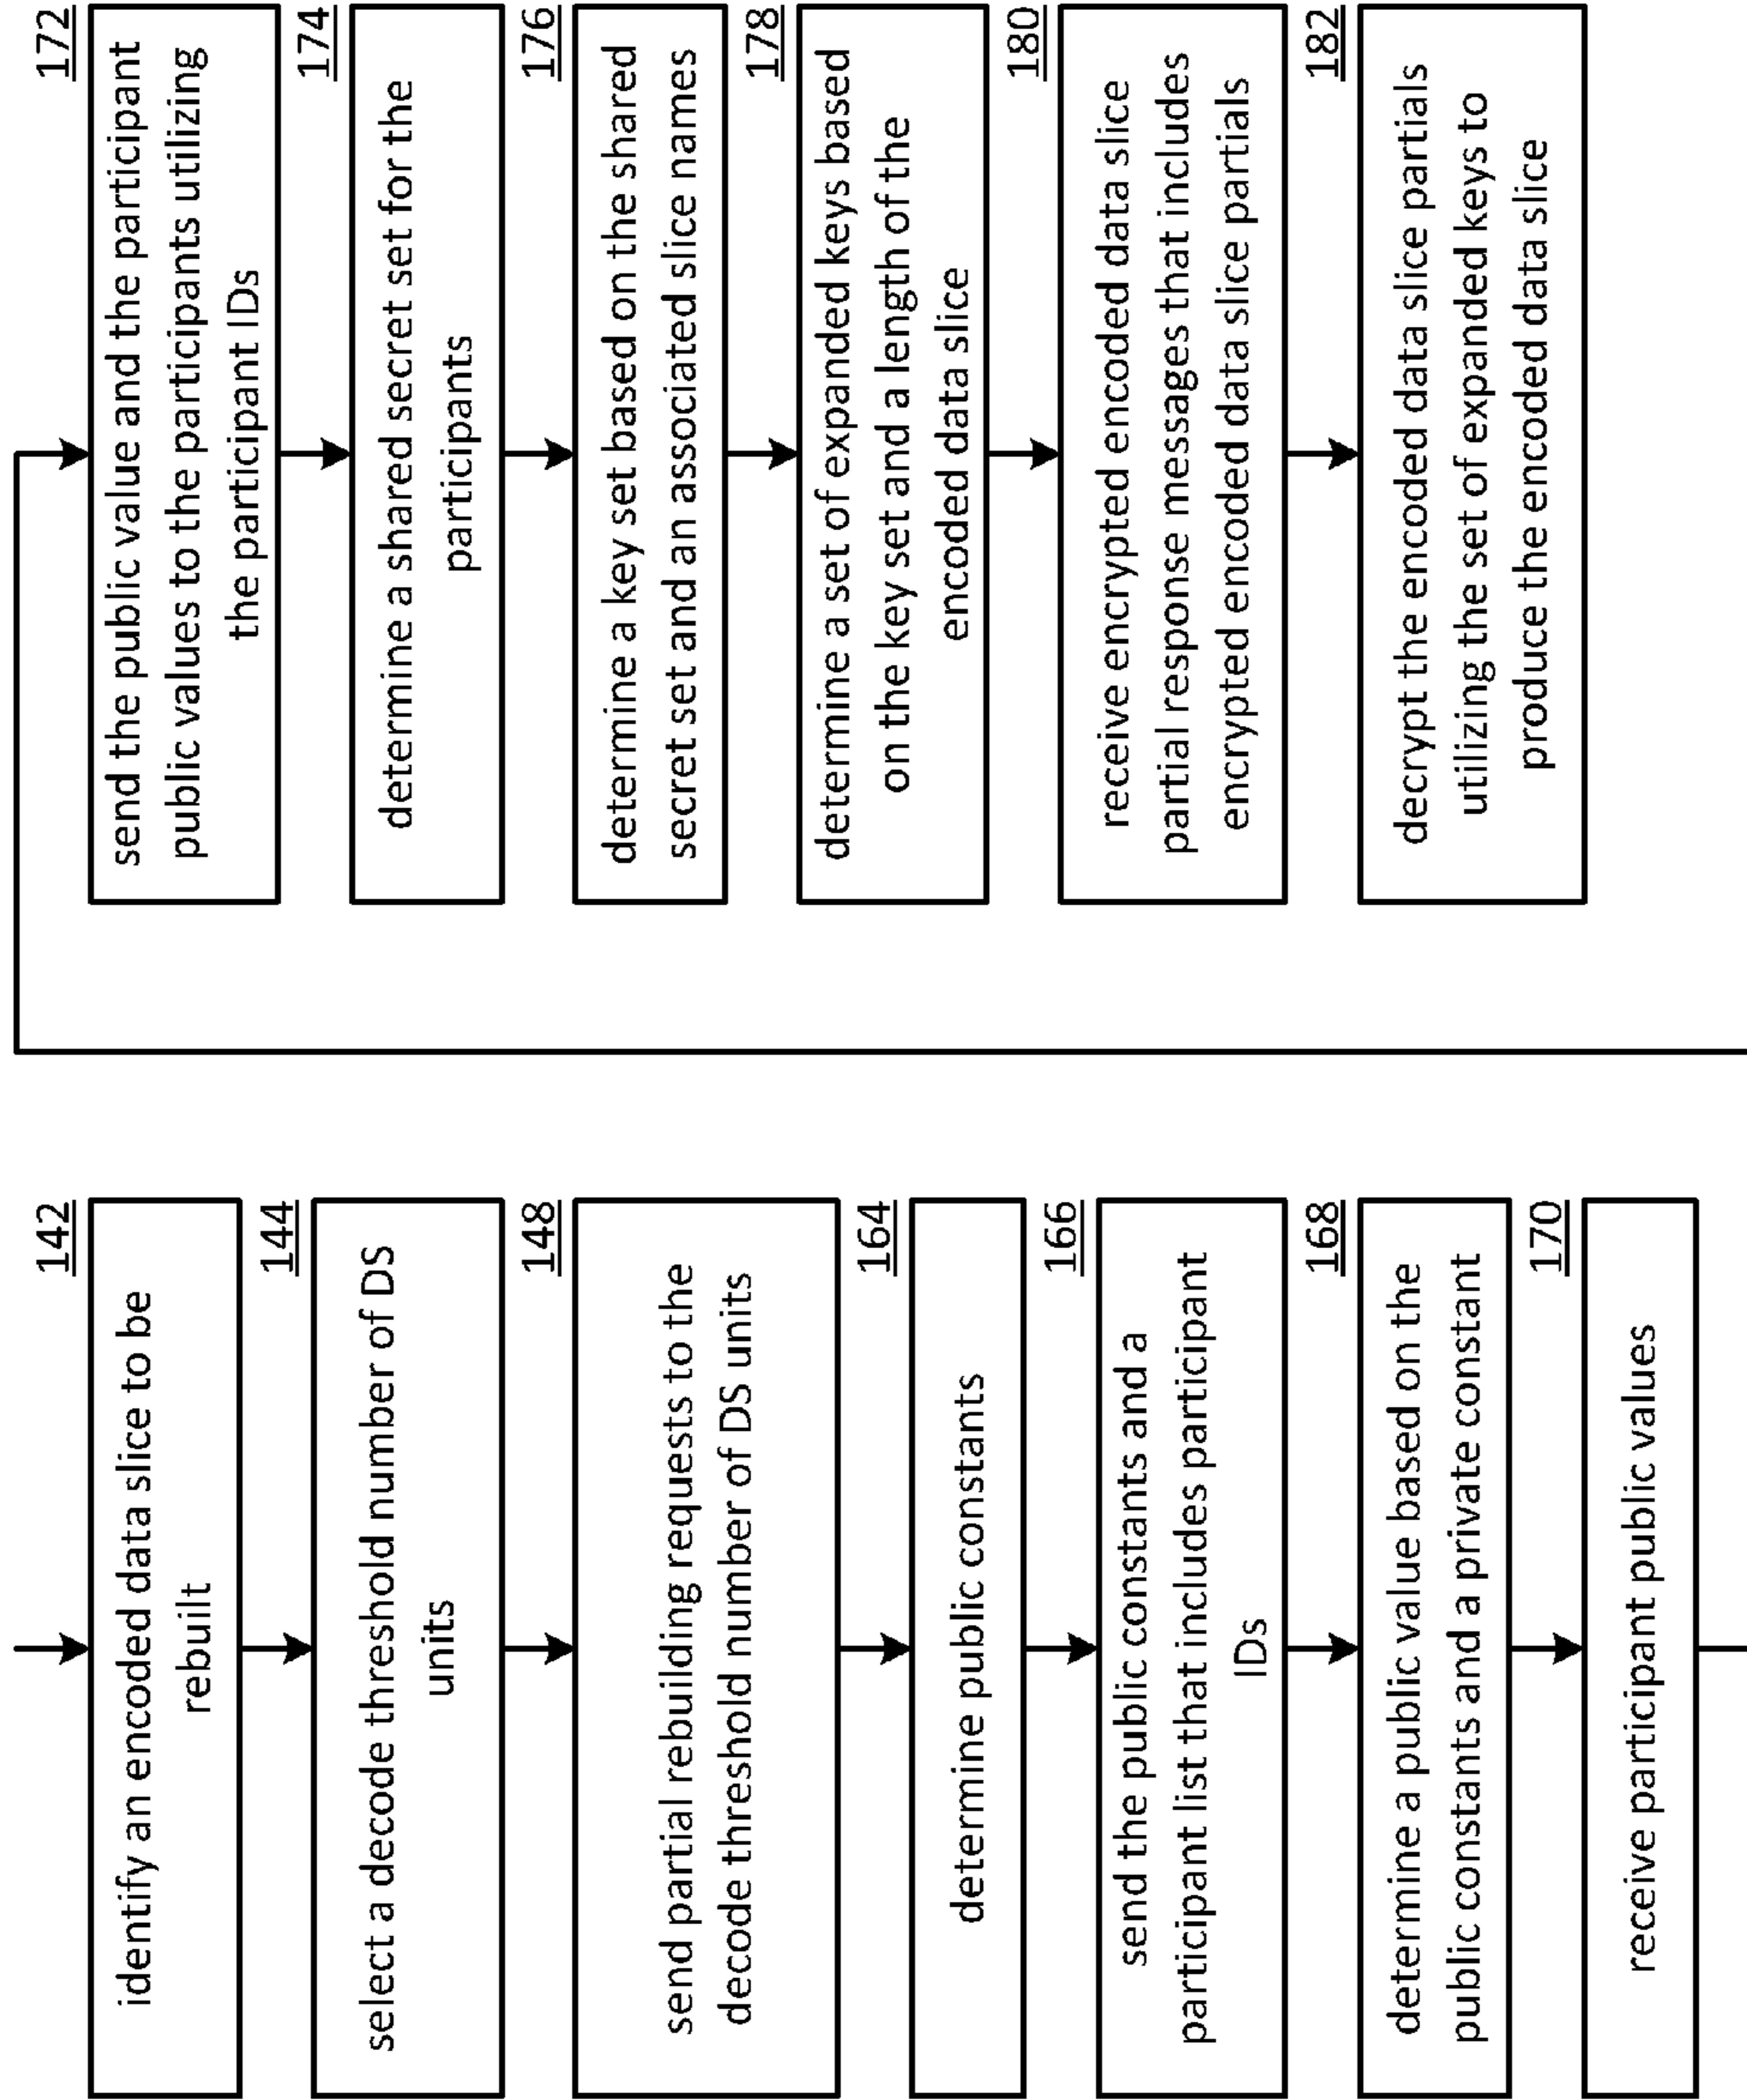 142
identify an encoded data slice to be
rebuilt
144
select a decode threshold number of DS
units
148
send partial rebuilding requests to the
decode threshold number of DS units
164
determine public constants
166
send the public constants and a
participant list that includes participant
IDs
168
determine a public value based on the
public constants and a private constant
170
receive participant public values
172
send the public value and the participant
public values to the participants utilizing
the participant IDs
174
determine a shared secret set for the
participants
176
determine a key set based on the shared
secret set and an associated slice names
178
determine a set of expanded keys based
on the key set and a length of the
encoded data slice
180
receive encrypted encoded data slice
partial response messages that includes
encrypted encoded data slice partials
182
decrypt the encoded data slice partials
utilizing the set of expanded keys to
produce the encoded data slice